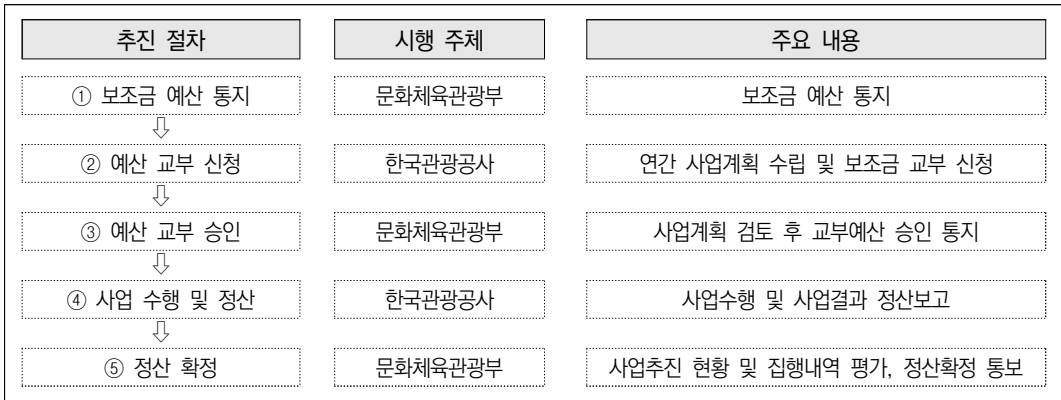 추진 절차 시행 주체 주요 내용
① 보조금 예산 통지 문화체육관광부 보조금 예산 통지
⇩
② 예산 교부 신청 한국관광공사 연간 사업계획 수립 및 보조금 교부 신청
⇩
③ 예산 교부 승인 문화체육관광부 사업계획 검토 후 교부예산 승인 통지
⇩
④ 사업 수행 및 정산 한국관광공사 사업수행 및 사업결과 정산보고
⇩
⑤ 정산 확정 문화체육관광부 사업추진 현황 및 집행내역 평가, 정산확정 통보